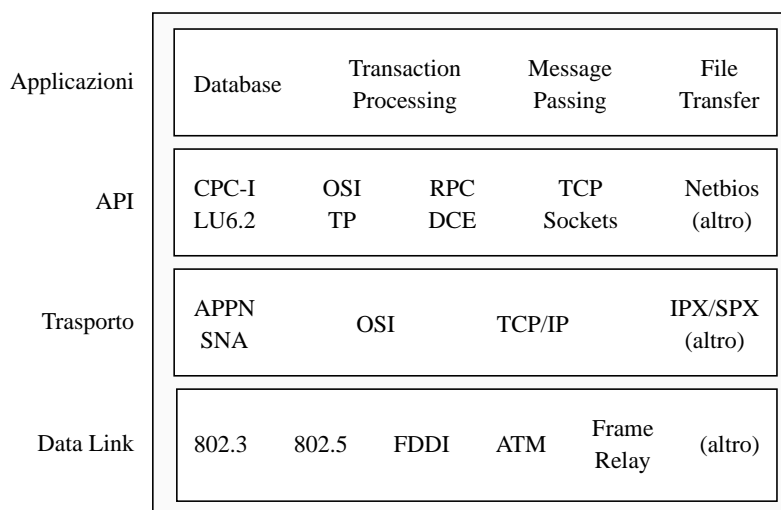 Applicazioni
Database
Transaction
Processing
Message
Passing
File
Transfer
API
CPC-I
LU6.2
OSI
TP
RPC
DCE
TCP
Sockets
Netbios
(altro)
Trasporto
APPN
SNA
OSI
TCP/IP
IPX/SPX
(altro)
Data Link
802.3
802.5
FDDI
ATM
Frame
Relay
(altro)